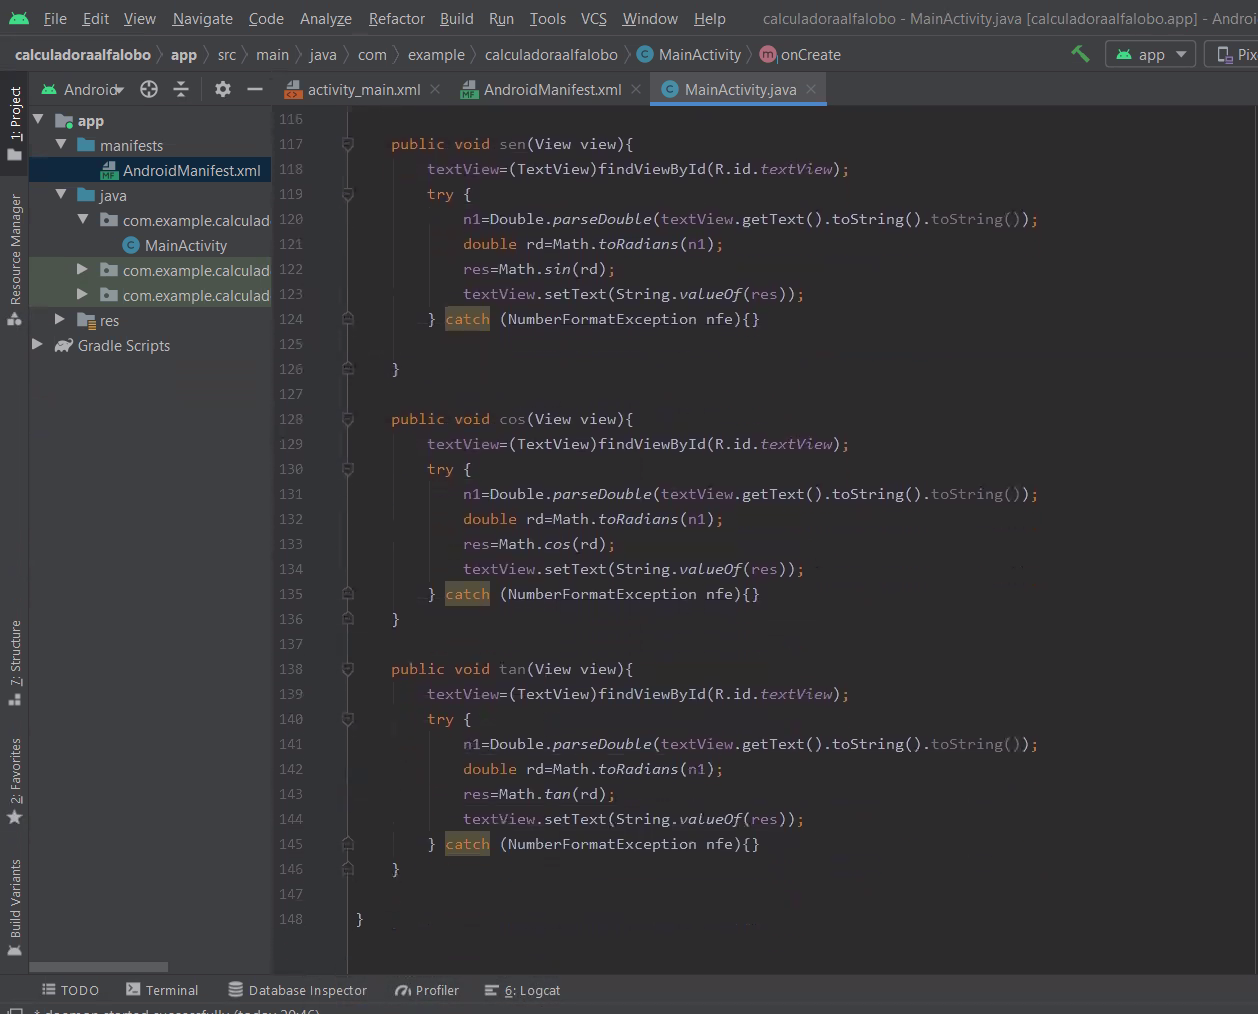 File Edit View Navigate Code Analyze Refactor Build Run Tools VCS Window Help calculadoraalfalobo - MainActivity.java [calculadoraalfalobo.app] - Androi
calculadoraalfalobo app src main java com example calculadoraalfalobo MainActivity onCreate app Pix
Android activity_main.xml AndroidManifest.xml MainActivity.java
1: Project
Resource Manager
7: Structure
2: Favorites
Build Variants
app
manifests
AndroidManifest.xml
java
com.example.calculad
MainActivity
com.example.calculad
com.example.calculad
res
Gradle Scripts
116
117 public void sen(View view){
118 textView=(TextView)findViewById(R.id.textView);
119 try {
120 n1=Double.parseDouble(textView.getText().toString().toString());
121 double rd=Math.toRadians(n1);
122 res=Math.sin(rd);
123 textView.setText(String.valueOf(res));
124 } catch (NumberFormatException nfe){}
125
126 }
127
128 public void cos(View view){
129 textView=(TextView)findViewById(R.id.textView);
130 try {
131 n1=Double.parseDouble(textView.getText().toString().toString());
132 double rd=Math.toRadians(n1);
133 res=Math.cos(rd);
134 textView.setText(String.valueOf(res));
135 } catch (NumberFormatException nfe){}
136 }
137
138 public void tan(View view){
139 textView=(TextView)findViewById(R.id.textView);
140 try {
141 n1=Double.parseDouble(textView.getText().toString().toString());
142 double rd=Math.toRadians(n1);
143 res=Math.tan(rd);
144 textView.setText(String.valueOf(res));
145 } catch (NumberFormatException nfe){}
146 }
147
148 }
TODO Terminal Database Inspector Profiler 6: Logcat
* daemon started successfully (today 20:46)